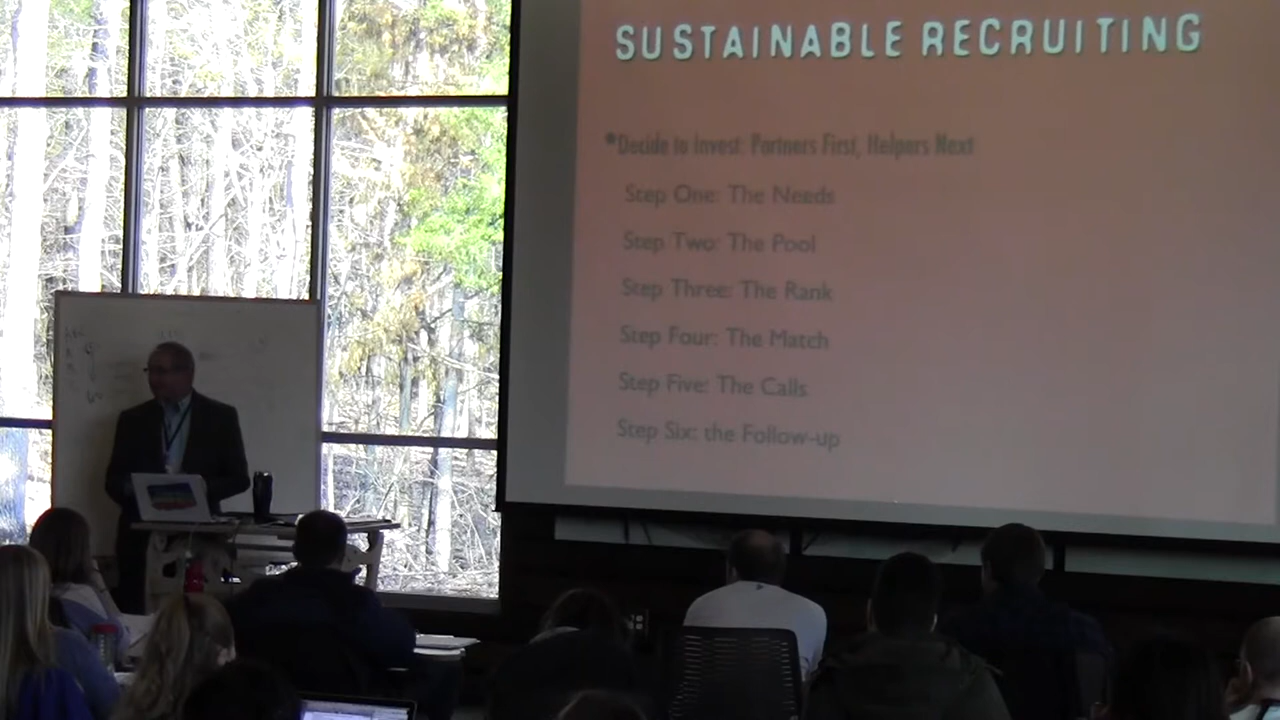 SUSTAINABLE RECRUITING
*Decide to Invest: Partners First, Helpers Next
Step One: The Needs
Step Two: The Pool
Step Three: The Rank
Step Four: The Match
Step Five: The Calls
Step Six: the Follow-up